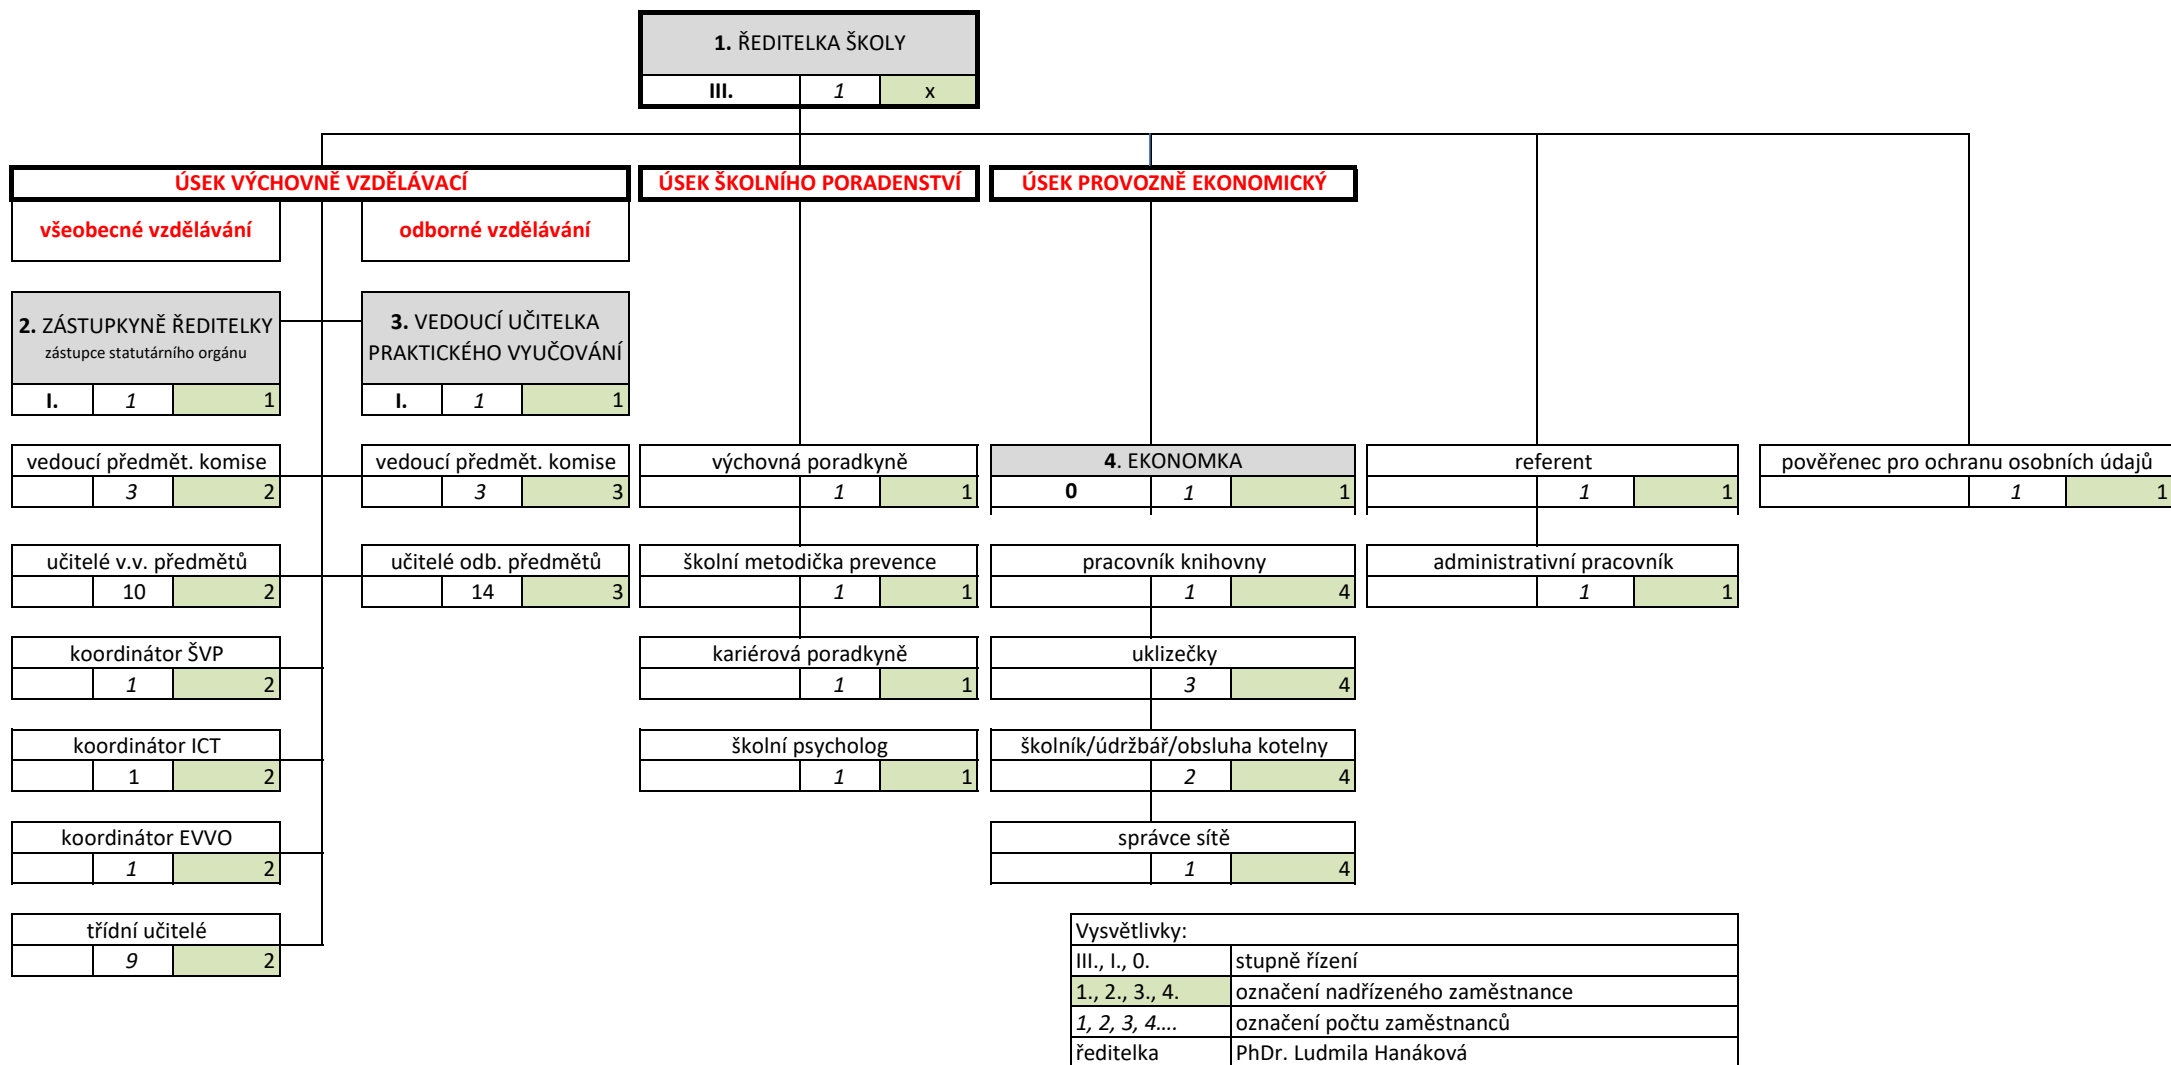 1. ŘEDITELKA ŠKOLY
III. 1 x
ÚSEK VÝCHOVNĚ VZDĚLÁVACÍ
ÚSEK ŠKOLNÍHO PORADENSTVÍ
ÚSEK PROVOZNĚ EKONOMICKÝ
všeobecné vzdělávání
odborné vzdělávání
2. ZÁSTUPKYNĚ ŘEDITELKY
zástupce statutárního orgánu
I. 1 1
3. VEDOUCÍ UČITELKA
PRAKTICKÉHO VYUČOVÁNÍ
I. 1 1
vedoucí předmět. komise
3 2
vedoucí předmět. komise
3 3
výchovná poradkyně
1 1
4. EKONOMKA
0 1 1
referent
1 1
pověřenec pro ochranu osobních údajů
1 1
učitelé v.v. předmětů
10 2
učitelé odb. předmětů
14 3
školní metodička prevence
1 1
pracovník knihovny
1 4
administrativní pracovník
1 1
koordinátor ŠVP
1 2
kariérová poradkyně
1 1
uklizečky
3 4
koordinátor ICT
1 2
školní psycholog
1 1
školník/údržbář/obsluha kotelny
2 4
koordinátor EVVO
1 2
správce sítě
1 4
třídní učitelé
9 2
Vysvětlivky:
III., I., 0. stupně řízení
1., 2., 3., 4. označení nadřízeného zaměstnance
1, 2, 3, 4.... označení počtu zaměstnanců
ředitelka PhDr. Ludmila Hanáková